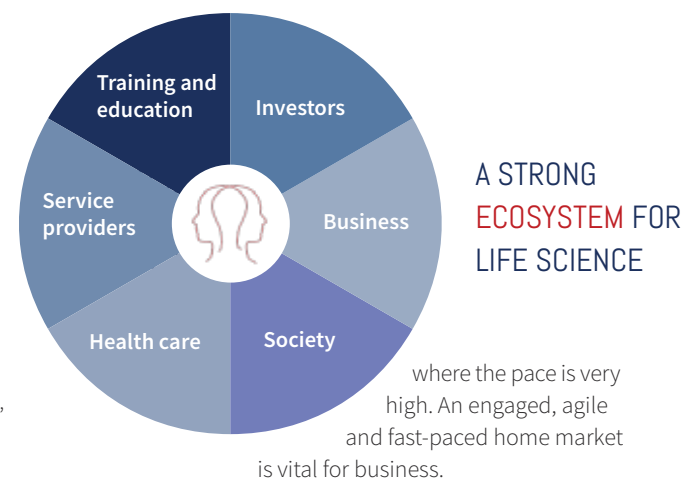 Training and
education
Investors
Service
providers
Business
Health care
Society
A STRONG
ECOSYSTEM FOR
LIFE SCIENCE
,
where the pace is very
high. An engaged, agile
and fast-paced home market
is vital for business.